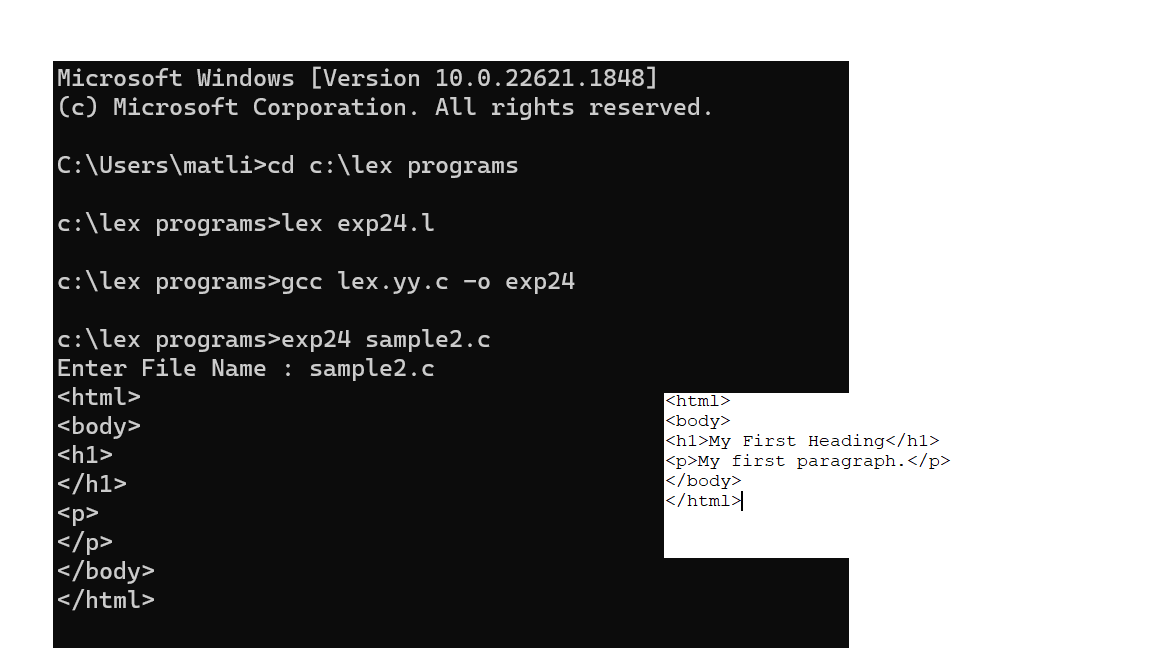 Microsoft Windows [Version 10.0.22621.1848]
(c) Microsoft Corporation. All rights reserved.
C:\Users\matli>cd c:\lex programs
c:\lex programs>lex exp24.l
c:\lex programs>gcc lex.yy.c -o exp24
c:\lex programs>exp24 sample2.c
Enter File Name : sample2.c
<html>
<body>
<h1>
</h1>
<p>
</p>
</body>
</html>
<html>
<body>
<h1>My First Heading</h1>
<p>My first paragraph.</p>
</body>
</html>